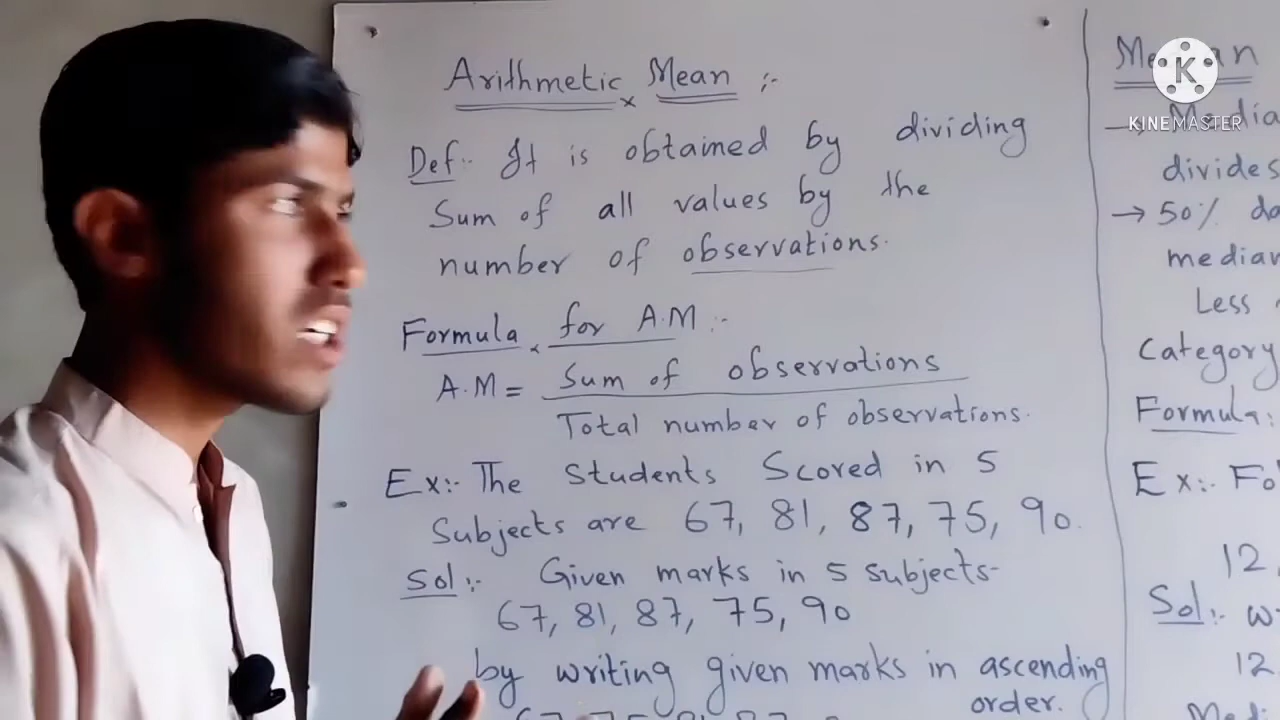 Arithmetic Mean :-
Def:- It is obtained by dividing
Sum of all values by the
number of observations.
Formula for A.M :-
A.M = Sum of observations
Total number of observations.
Ex:- The Students Scored in 5
Subjects are 67, 81, 87, 75, 90.
Sol:- Given marks in 5 subjects-
67, 81, 87, 75, 90
by writing given marks in ascending
order.
K
KINEMASTER
divides
→ 50%
Less
Category
Formula:
Ex:-
12,
Sol:-
12